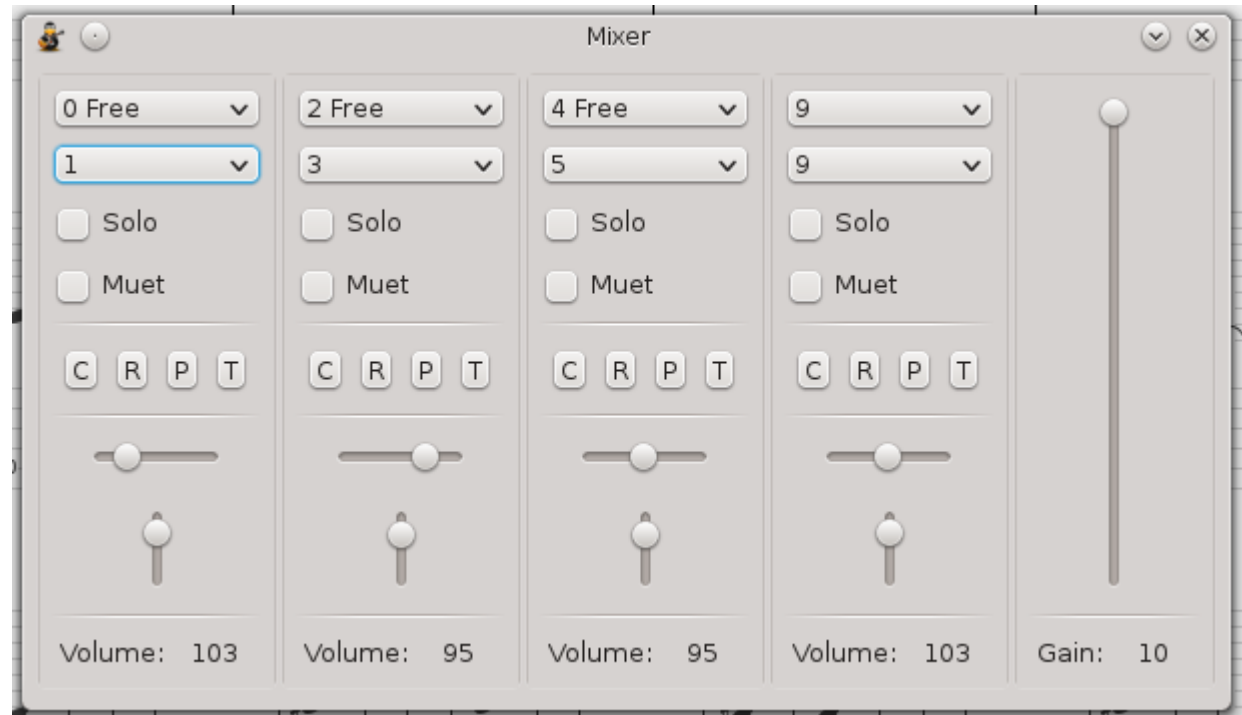 Mixer
0 Free 2 Free 4 Free 9
1 3 5 9
Solo Solo Solo Solo
Muet Muet Muet Muet
C R P T C R P T C R P T C R P T
Volume: 103 Volume: 95 Volume: 95 Volume: 103 Gain: 10